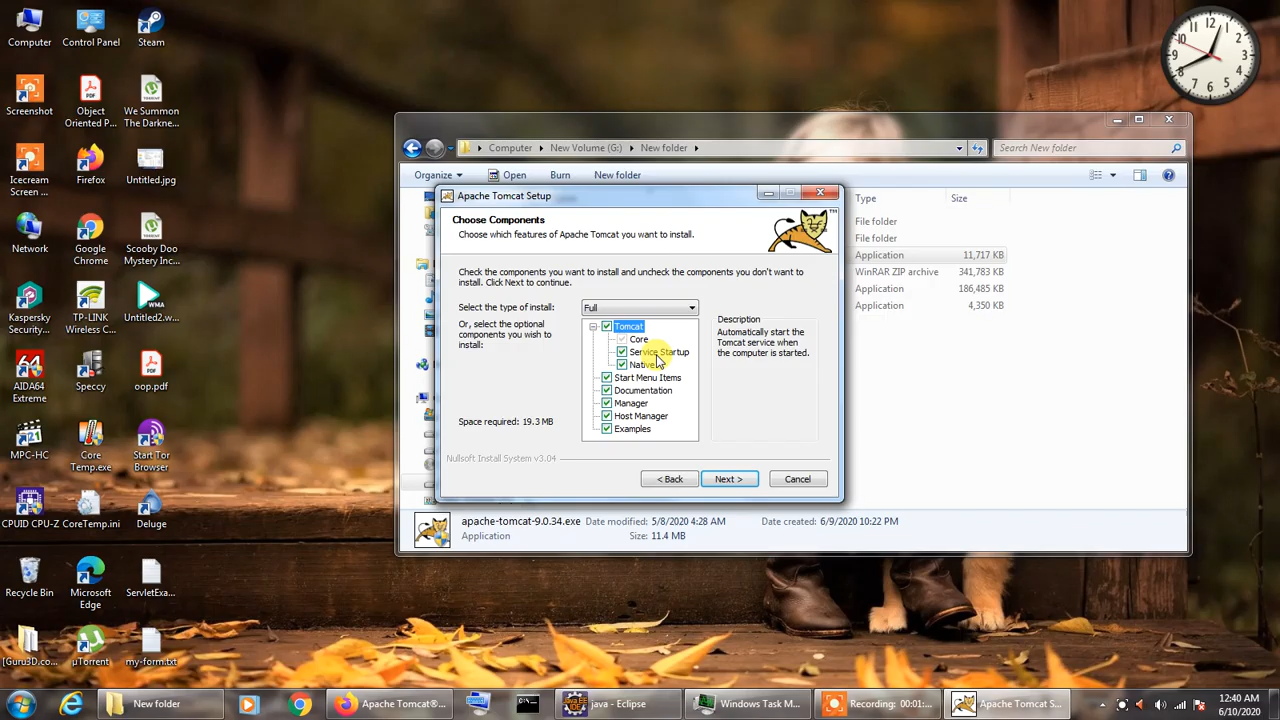 Computer
Control Panel
Steam
Screenshot
Object
Oriented P...
We Summon
The Darkne...
Icecream
Screen ...
Firefox
Untitled.jpg
Network
Google
Chrome
Scooby Doo
Mystery Inc...
Kaspersky
Security...
TP-LINK
Wireless C...
Untitled2.w...
AIDA64
Extreme
Speccy
oop.pdf
MPC-HC
Core
Temp.exe
Start Tor
Browser
CPUID CPU-Z
CoreTemp.ini
Deluge
Recycle Bin
Microsoft
Edge
ServletExa...
[Guru3D.co...
µTorrent
my-form.txt
Computer
New Volume (G:)
New folder
Search New folder
Organize
Open
Burn
New folder
Type
Size
File folder
File folder
Application 11,717 KB
WinRAR ZIP archive 341,783 KB
Application 186,485 KB
Application 4,350 KB
Apache Tomcat Setup
Choose Components
Choose which features of Apache Tomcat you want to install.
TM
Check the components you want to install and uncheck the components you don't want to
install. Click Next to continue.
Select the type of install:
Full
Or, select the optional
components you wish to
install:
Tomcat
Core
Service Startup
Native
Start Menu Items
Documentation
Manager
Host Manager
Examples
Description
Automatically start the
Tomcat service when
the computer is started.
Space required: 19.3 MB
Nullsoft Install System v3.04
< Back
Next >
Cancel
apache-tomcat-9.0.34.exe Date modified: 5/8/2020 4:28 AM Date created: 6/9/2020 10:22 PM
Application Size: 11.4 MB
New folder
Apache Tomcat®...
java - Eclipse
Windows Task M...
Recording: 00:01:...
Apache Tomcat S...
12:40 AM
6/10/2020